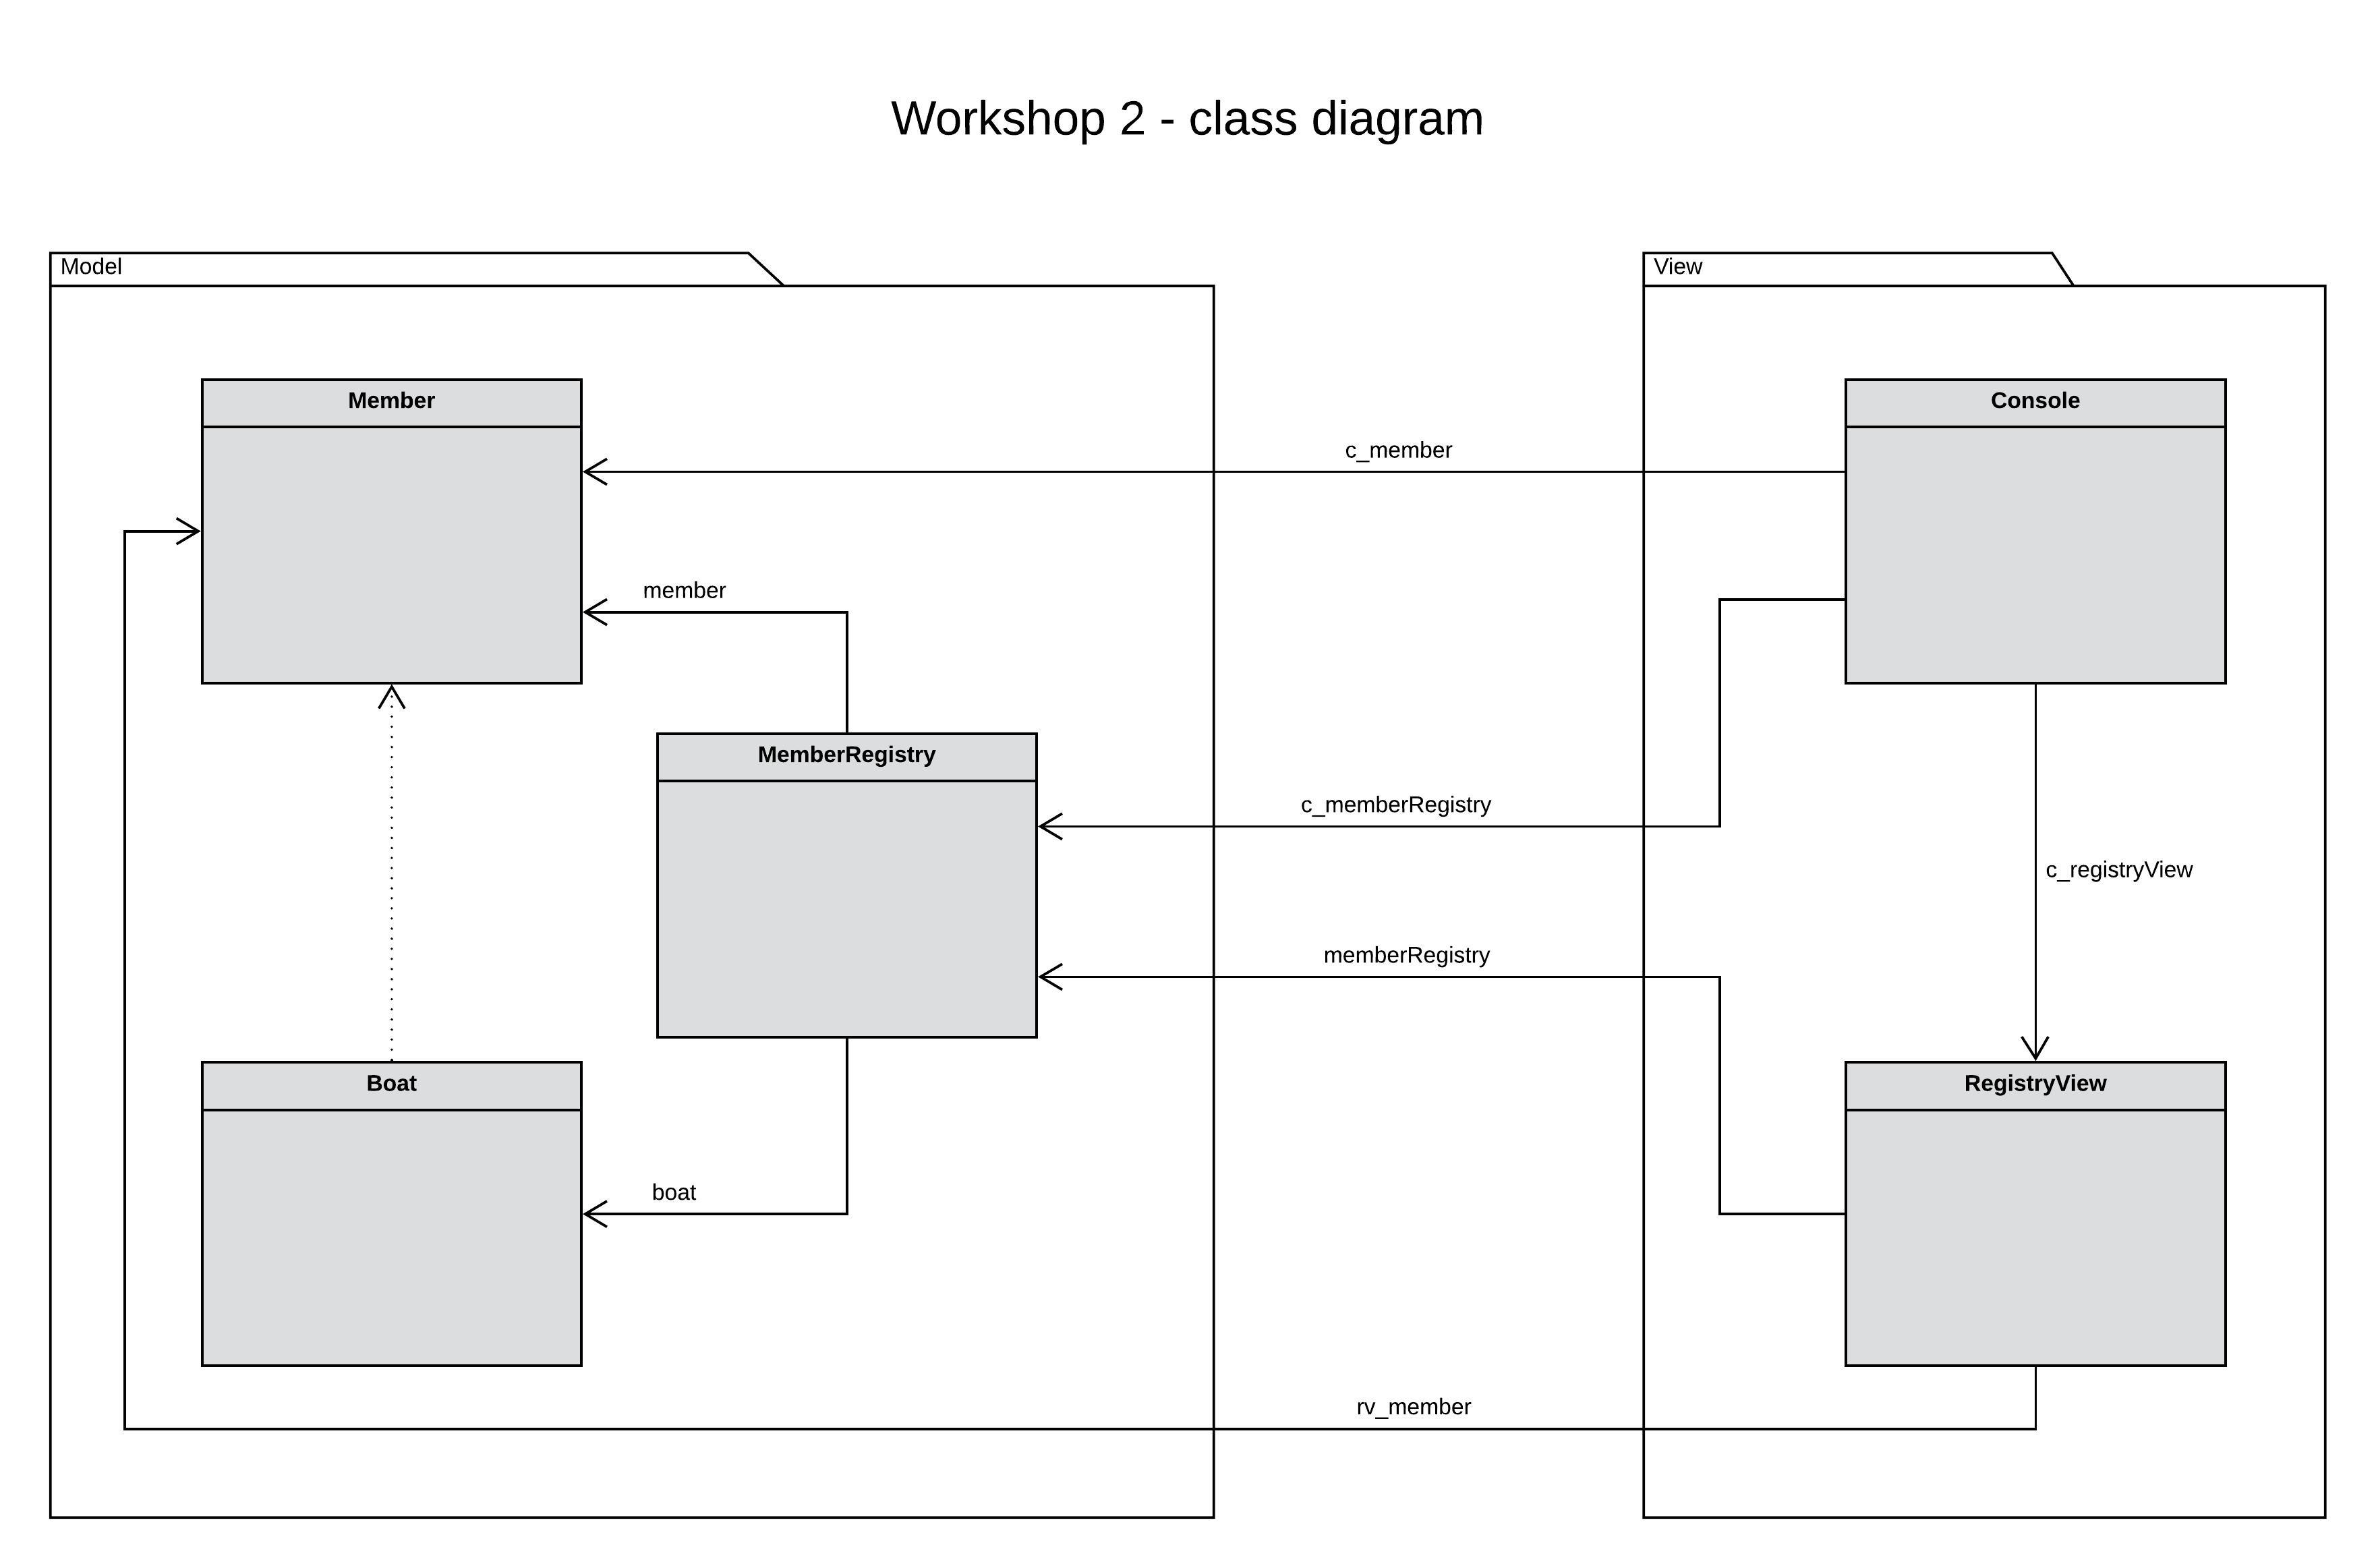 Workshop 2 - class diagram
Model
View
Member
Console
c_member
member
MemberRegistry
c_memberRegistry
c_registryView
memberRegistry
Boat
RegistryView
boat
rv_member